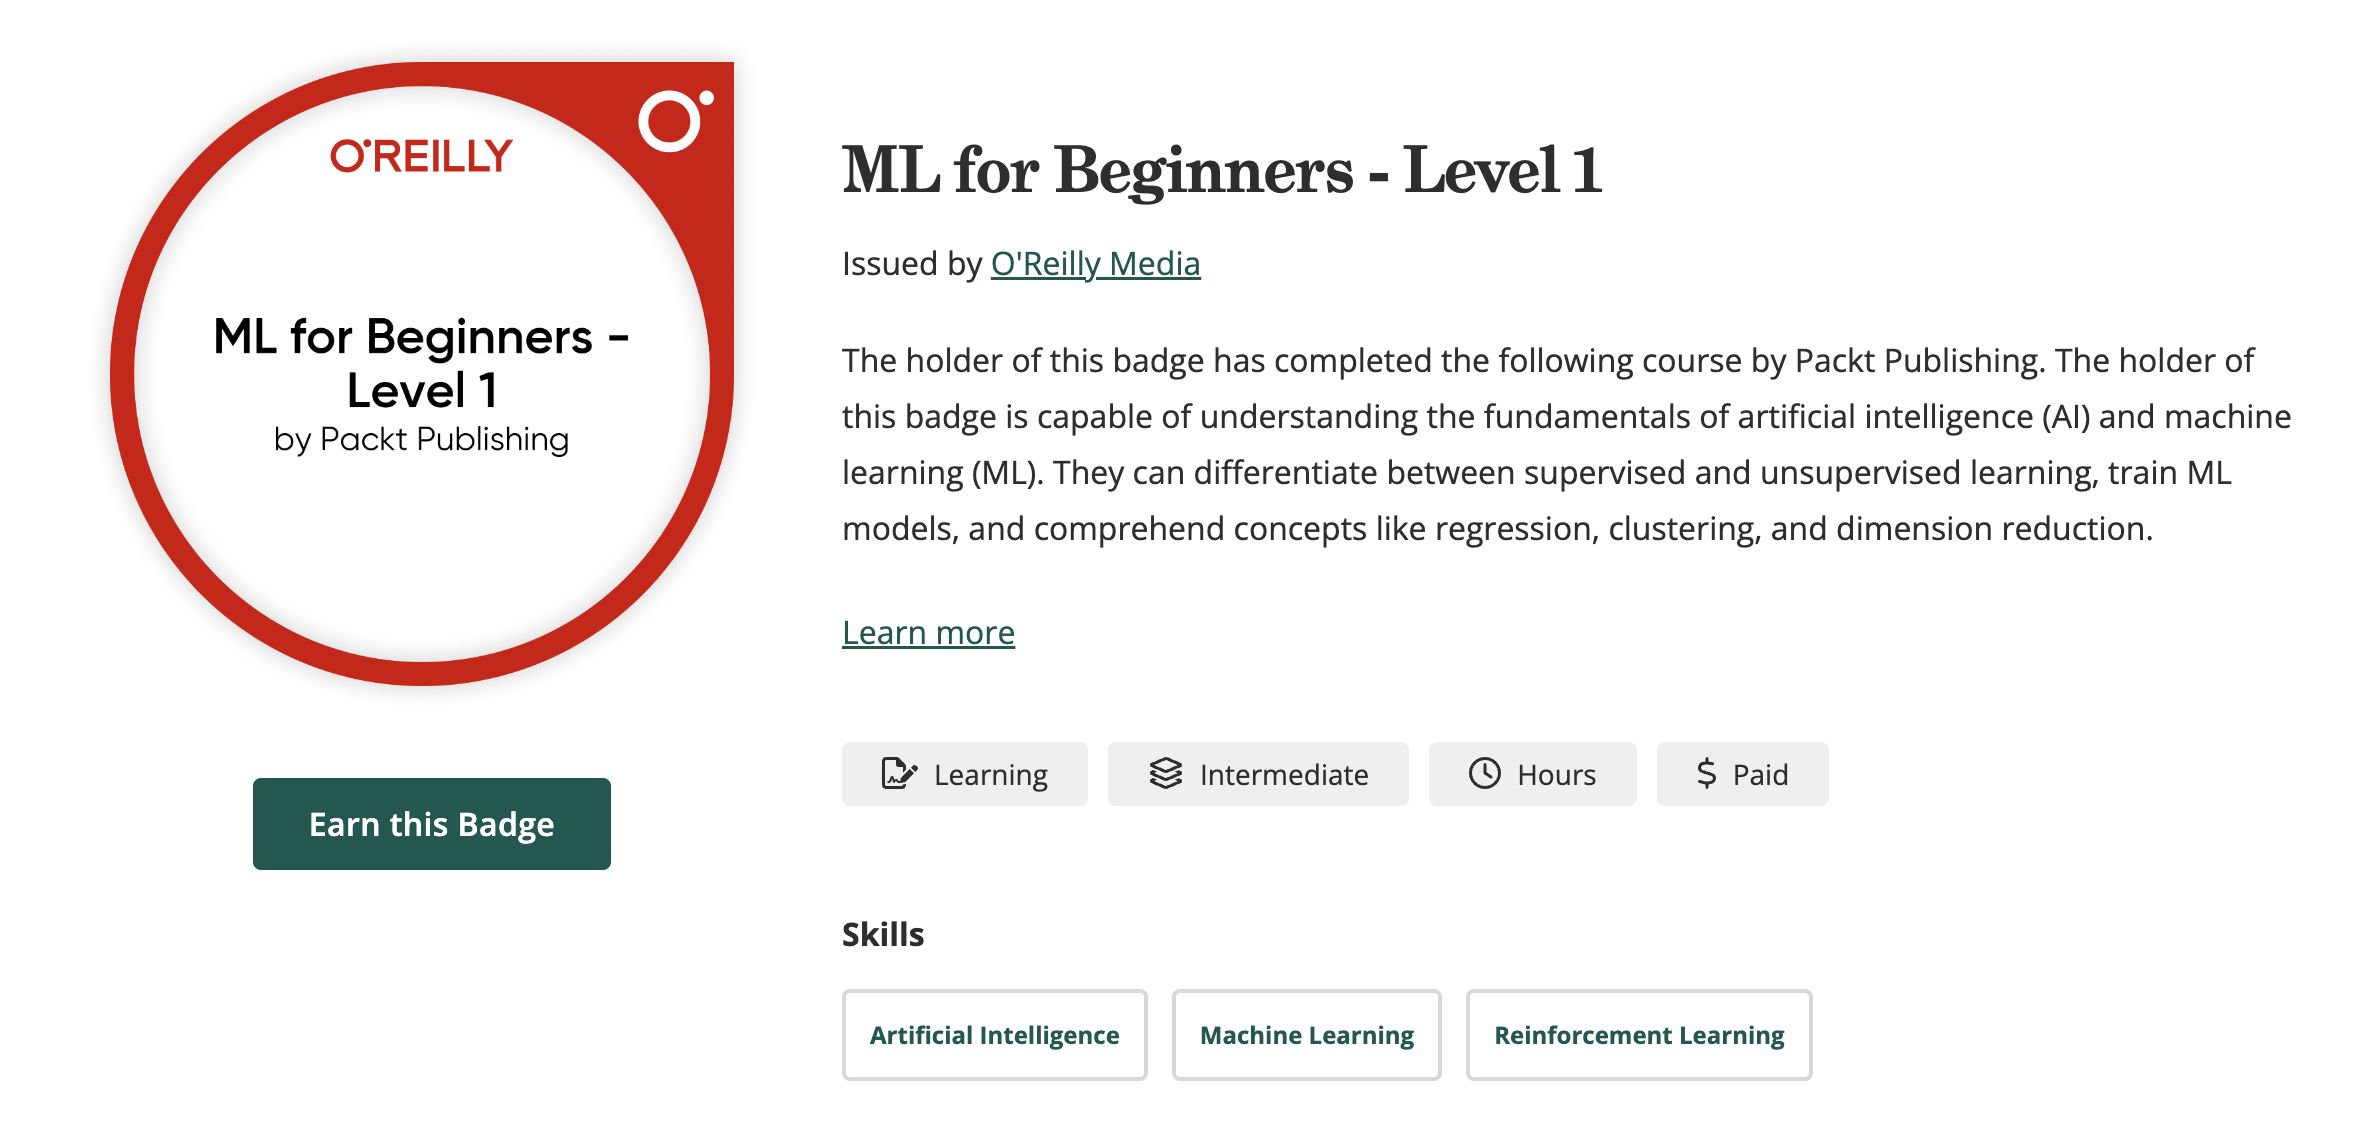 O'REILLY
ML for Beginners -
Level 1
by Packt Publishing
Earn this Badge
ML for Beginners - Level 1
Issued by O'Reilly Media
The holder of this badge has completed the following course by Packt Publishing. The holder of
this badge is capable of understanding the fundamentals of artificial intelligence (AI) and machine
learning (ML). They can differentiate between supervised and unsupervised learning, train ML
models, and comprehend concepts like regression, clustering, and dimension reduction.
Learn more
Learning
Intermediate
Hours
$ Paid
Skills
Artificial Intelligence
Machine Learning
Reinforcement Learning